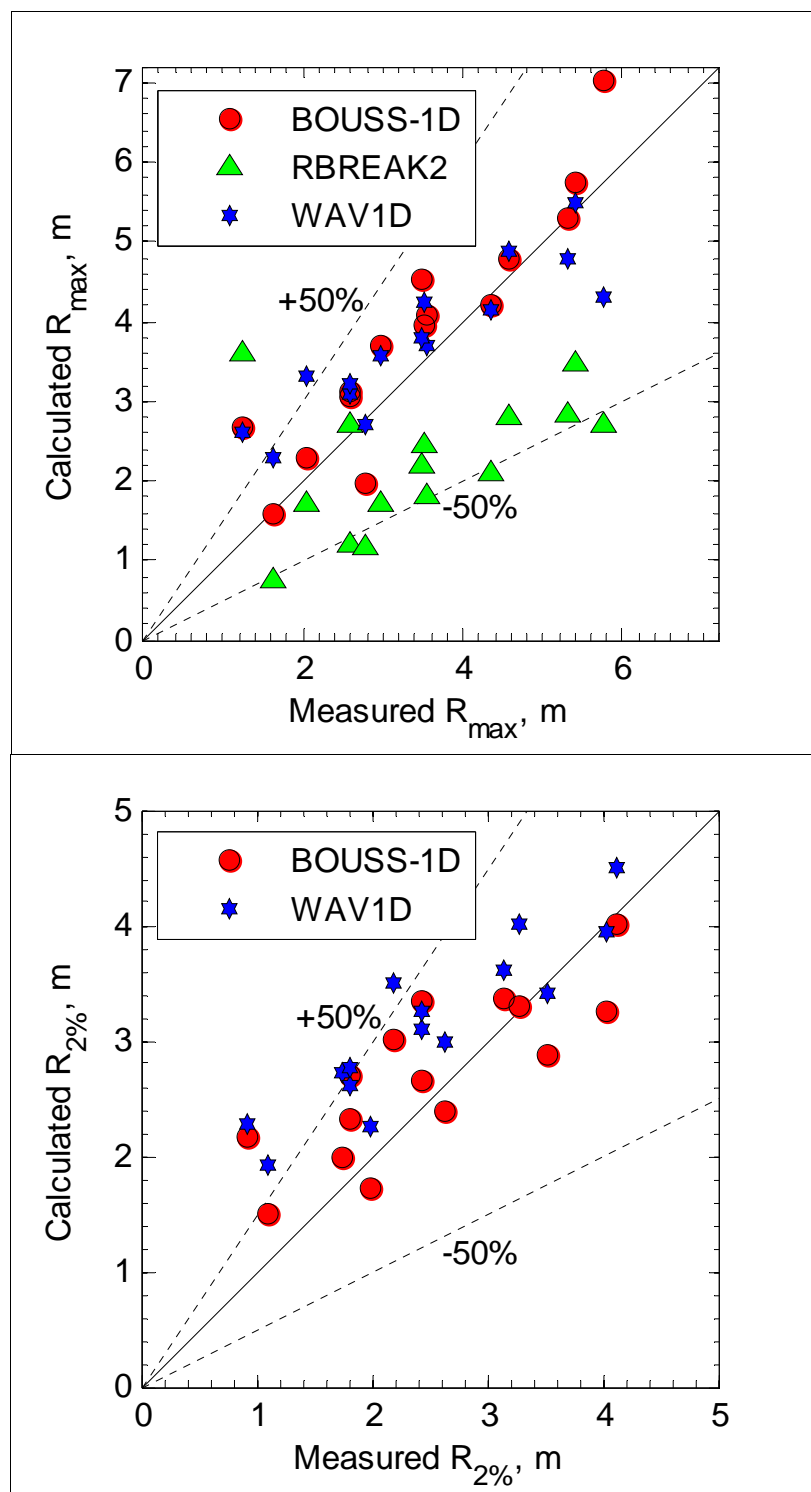 7
6
5
4
3
2
1
0
Calculated R_max, m
BOUSS-1D
RBREAK2
WAV1D
+50%
-50%
0 2 4 6
Measured R_max, m
5
4
3
2
1
0
Calculated R_2%, m
BOUSS-1D
WAV1D
+50%
-50%
0 1 2 3 4 5
Measured R_2%, m